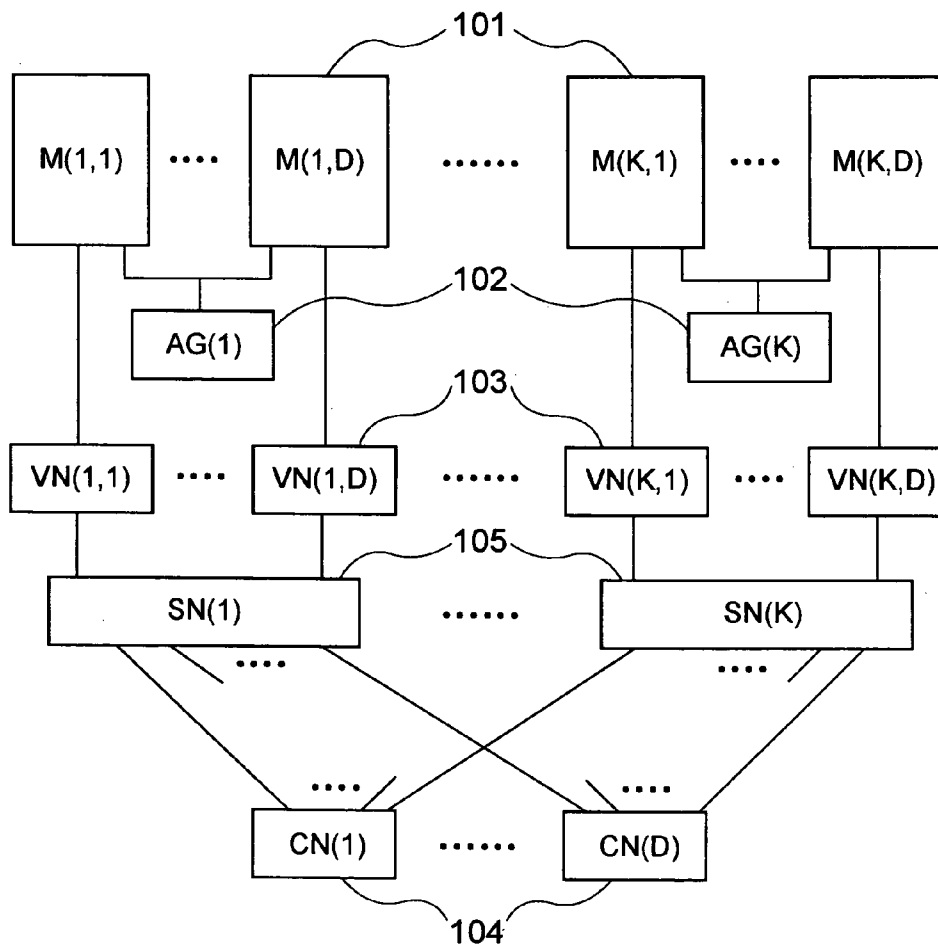 101
M(1,1) •••• M(1,D) •••••• M(K,1) •••• M(K,D)
102
AG(1) AG(K)
103
VN(1,1) •••• VN(1,D) •••••• VN(K,1) •••• VN(K,D)
105
SN(1) •••••• SN(K)
•••• ••••
•••• ••••
CN(1) •••••• CN(D)
104